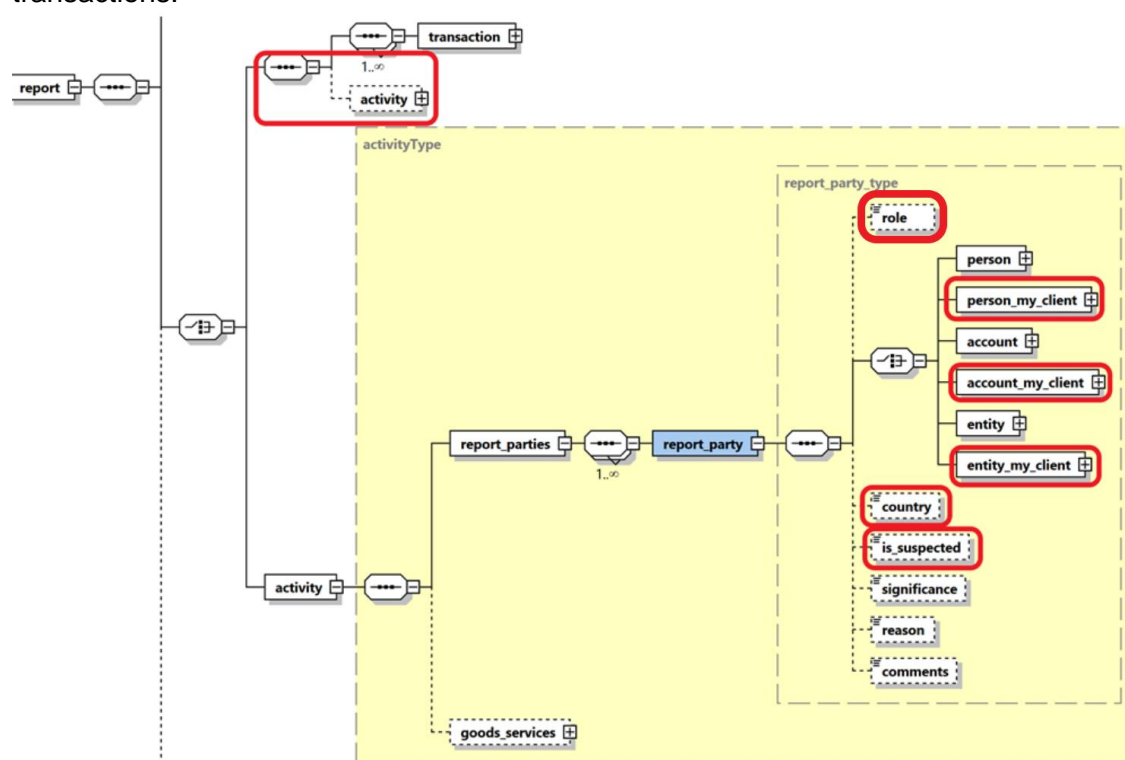 transactions.
transaction
1..∞
report
activity
activityType
report_party_type
role
person
person_my_client
account
account_my_client
entity
report_parties
report_party
entity_my_client
1..∞
country
is_suspected
activity
significance
reason
comments
goods_services